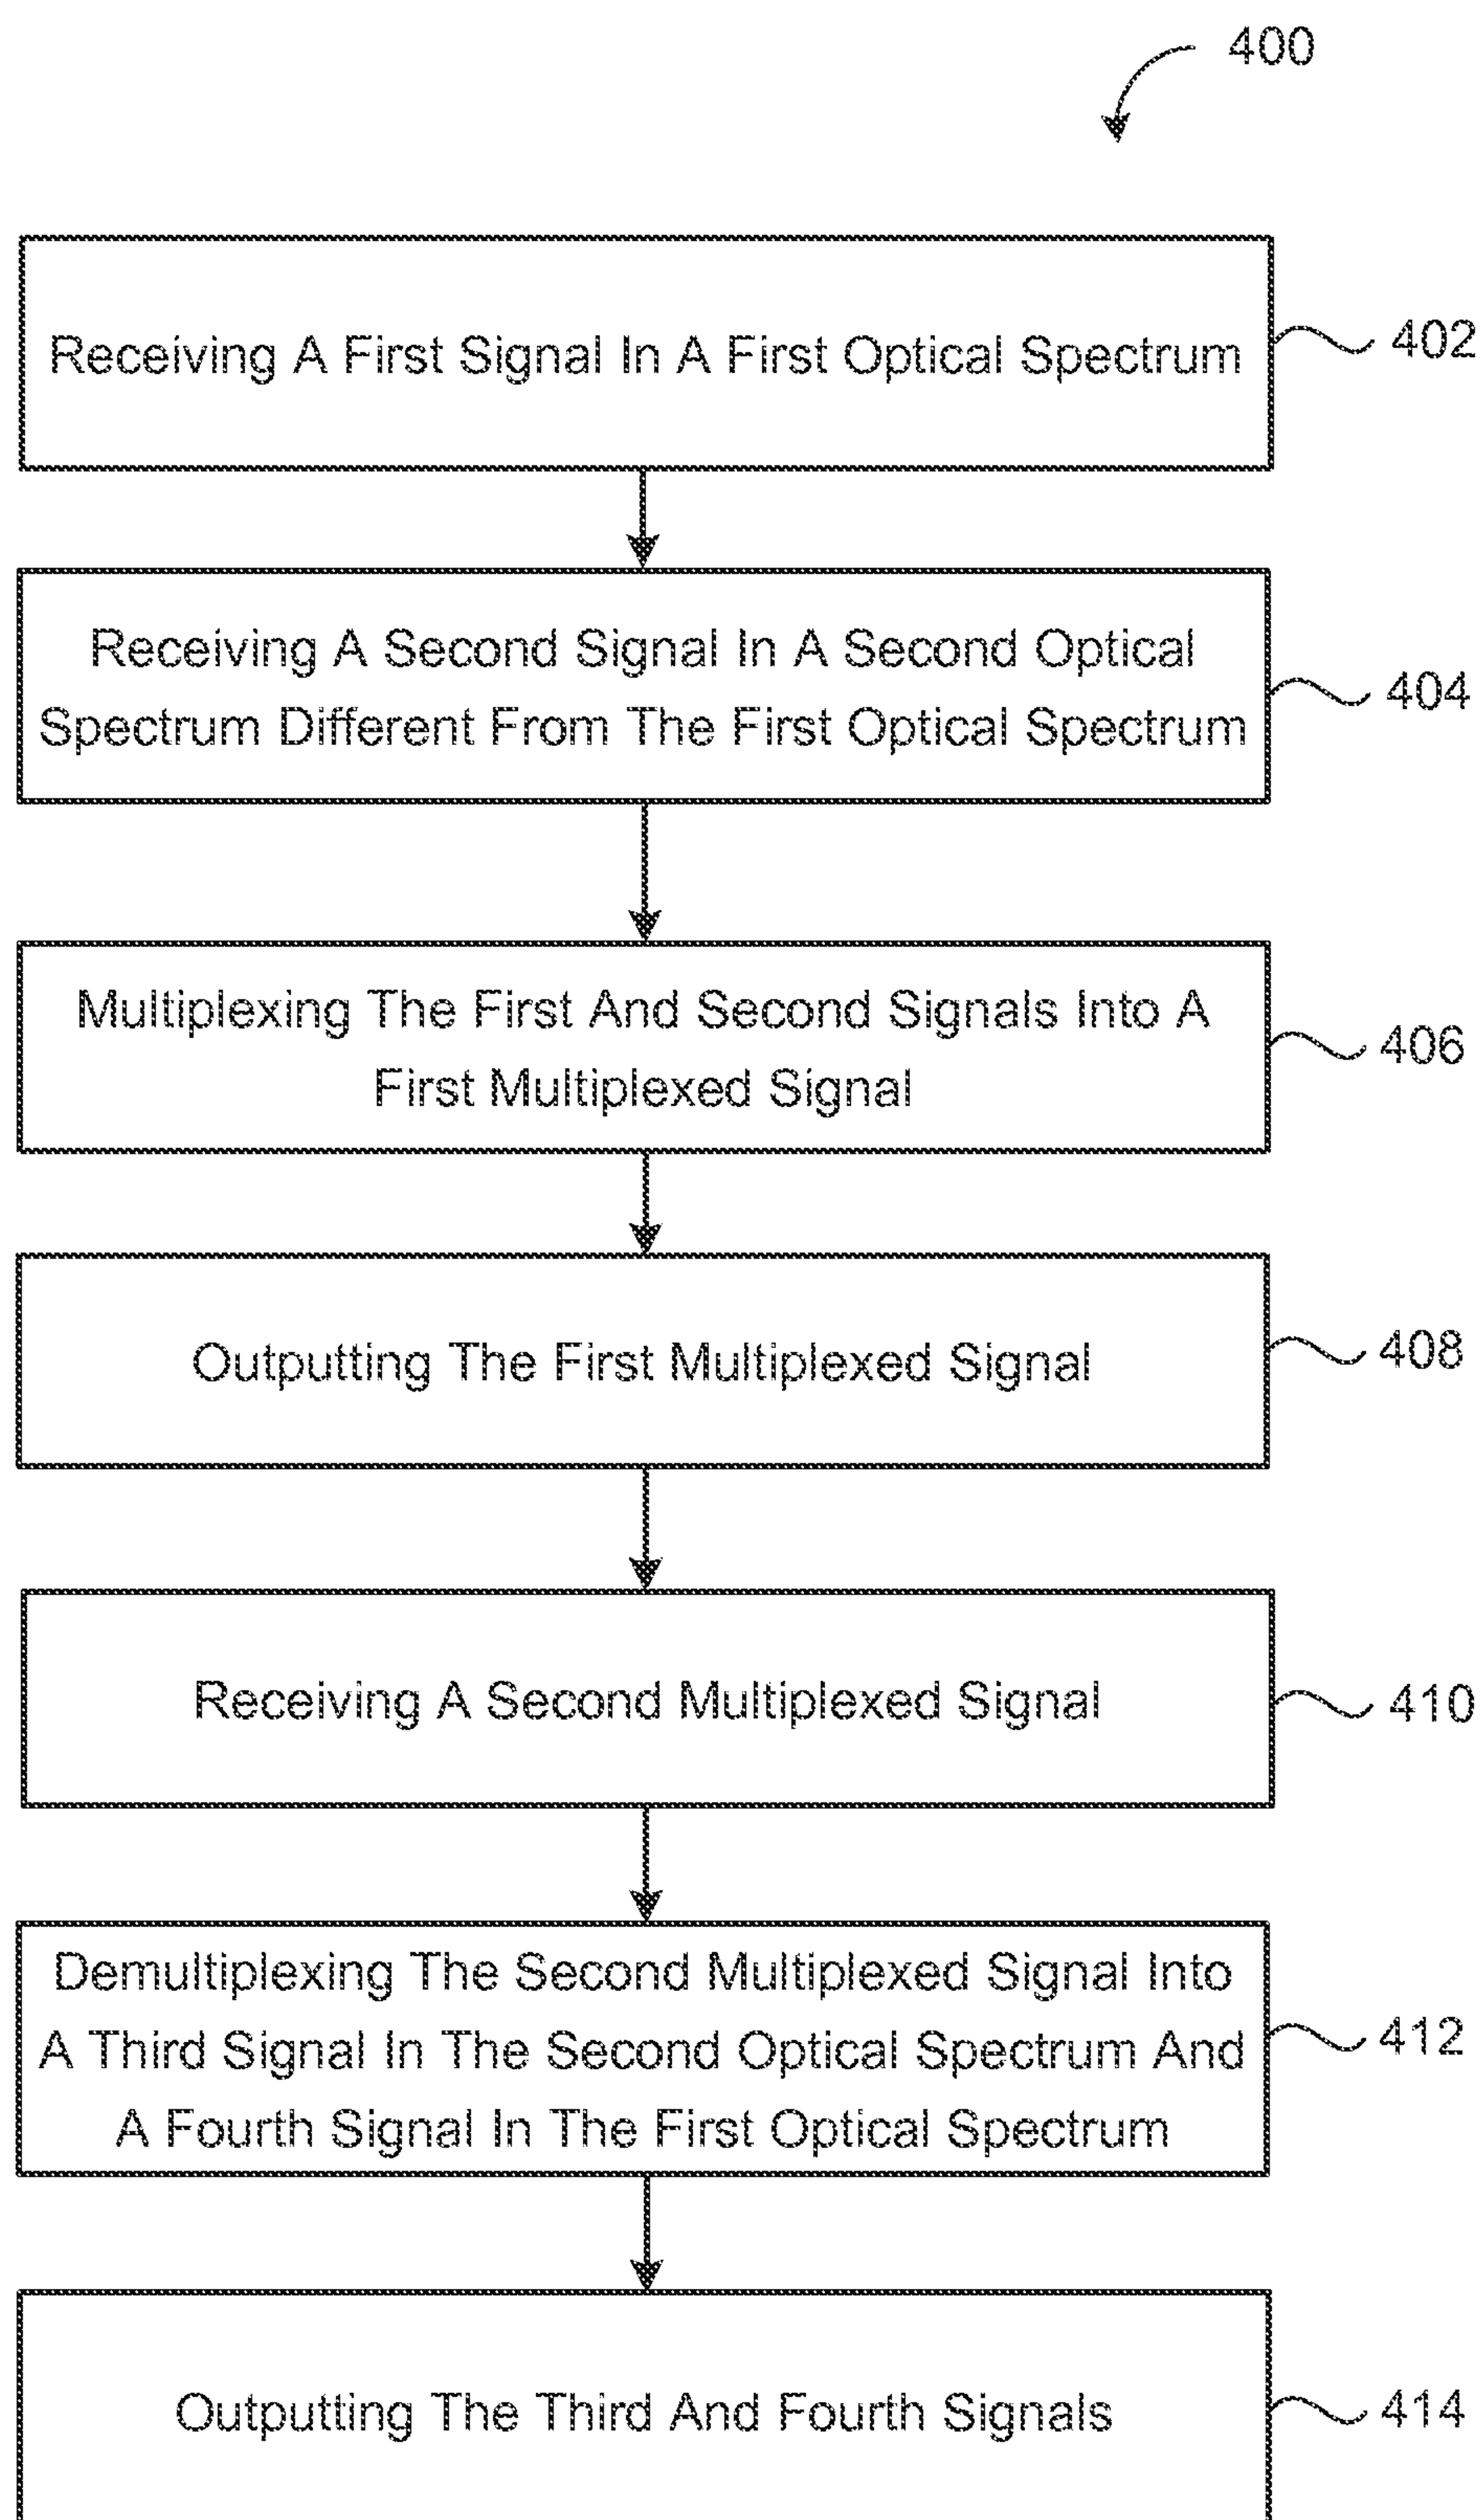 400
Receiving A First Signal In A First Optical Spectrum
402
Receiving A Second Signal In A Second Optical
Spectrum Different From The First Optical Spectrum
404
Multiplexing The First And Second Signals Into A
First Multiplexed Signal
406
Outputting The First Multiplexed Signal
408
Receiving A Second Multiplexed Signal
410
Demultiplexing The Second Multiplexed Signal Into
A Third Signal In The Second Optical Spectrum And
A Fourth Signal In The First Optical Spectrum
412
Outputting The Third And Fourth Signals
414